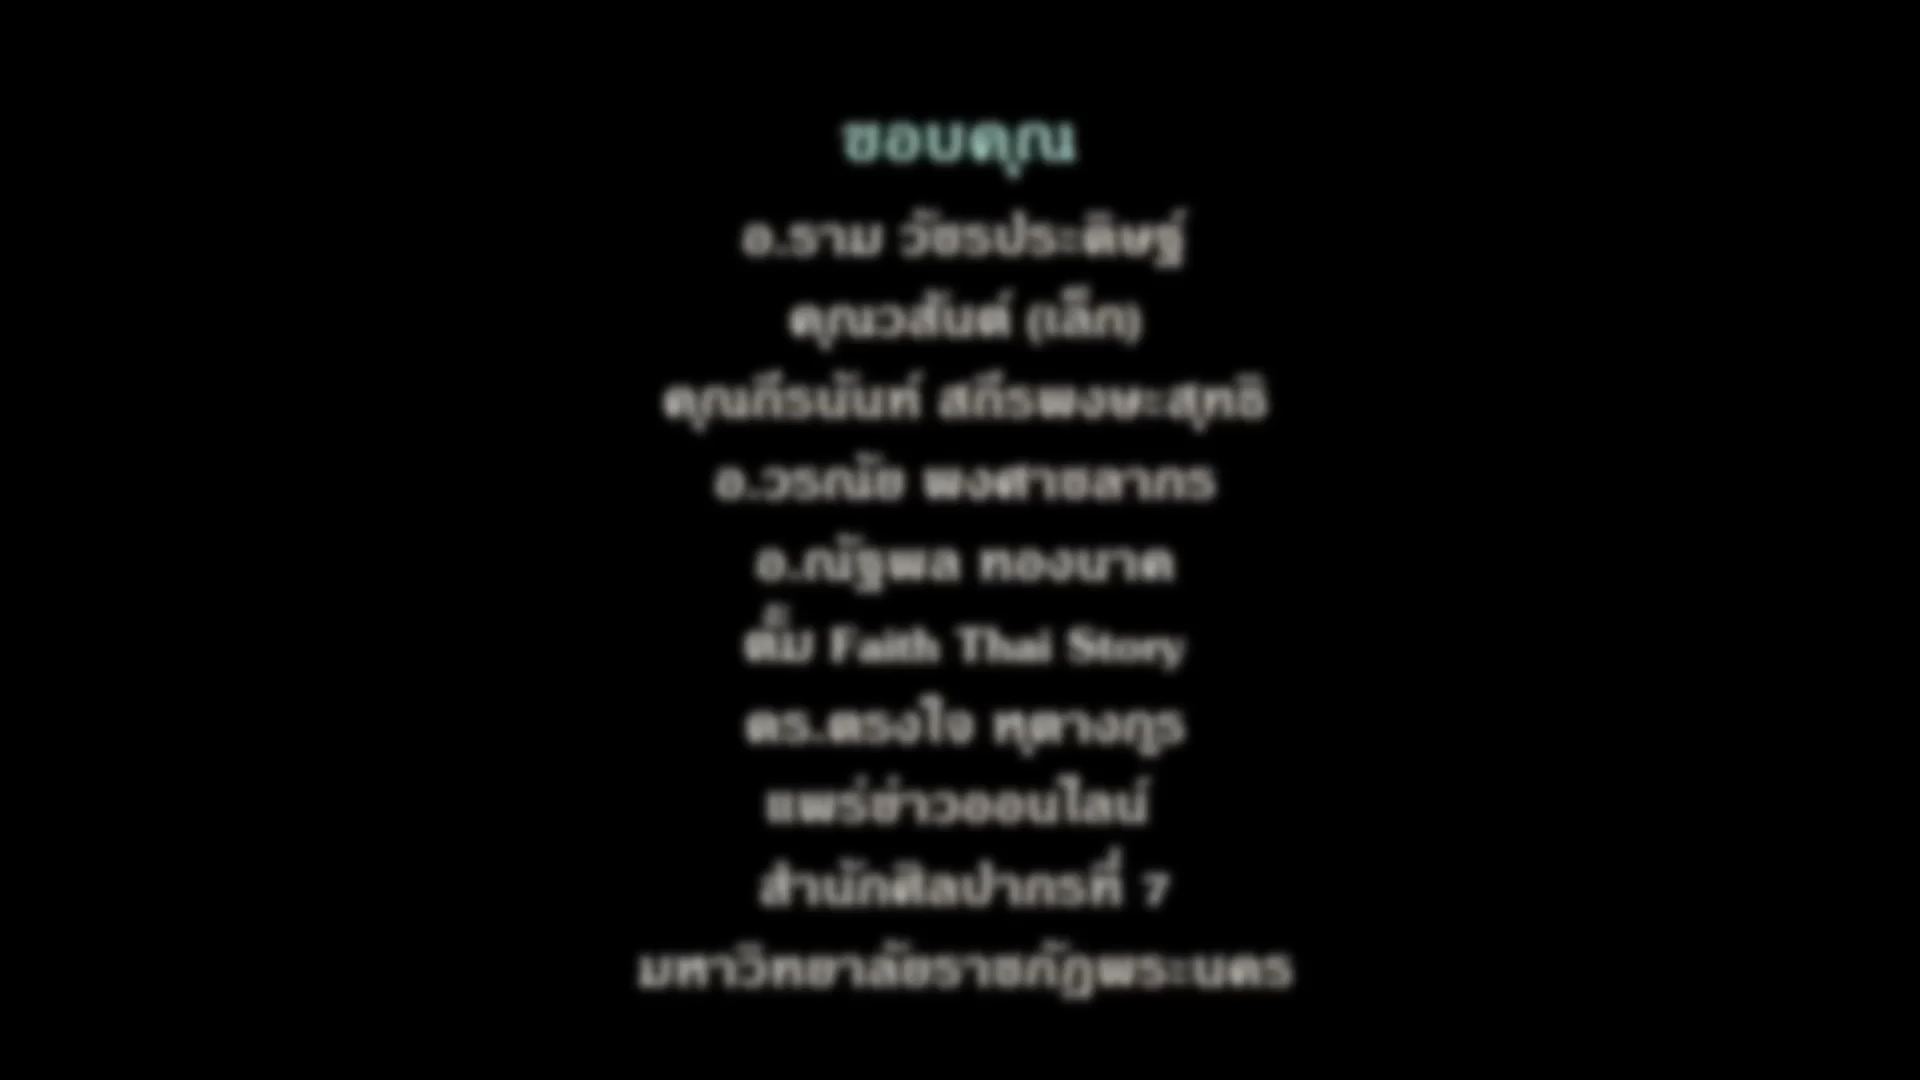 ขอบคุณ
อ.ราม วัชรประดิษฐ์
คุณวสันต์ (เล็ก)
คุณภีรนันท์
อ.วรณัย พงศาชลากร
อ.ณัฐพล
ตั้ม Faith Thai Story
ดร.ตรงใจ หุตางกูร
แพร่ข่าวออนไลน์
สำนักศิลปากรที่ 7
มหาวิทยาลัยราชภัฏพระนคร